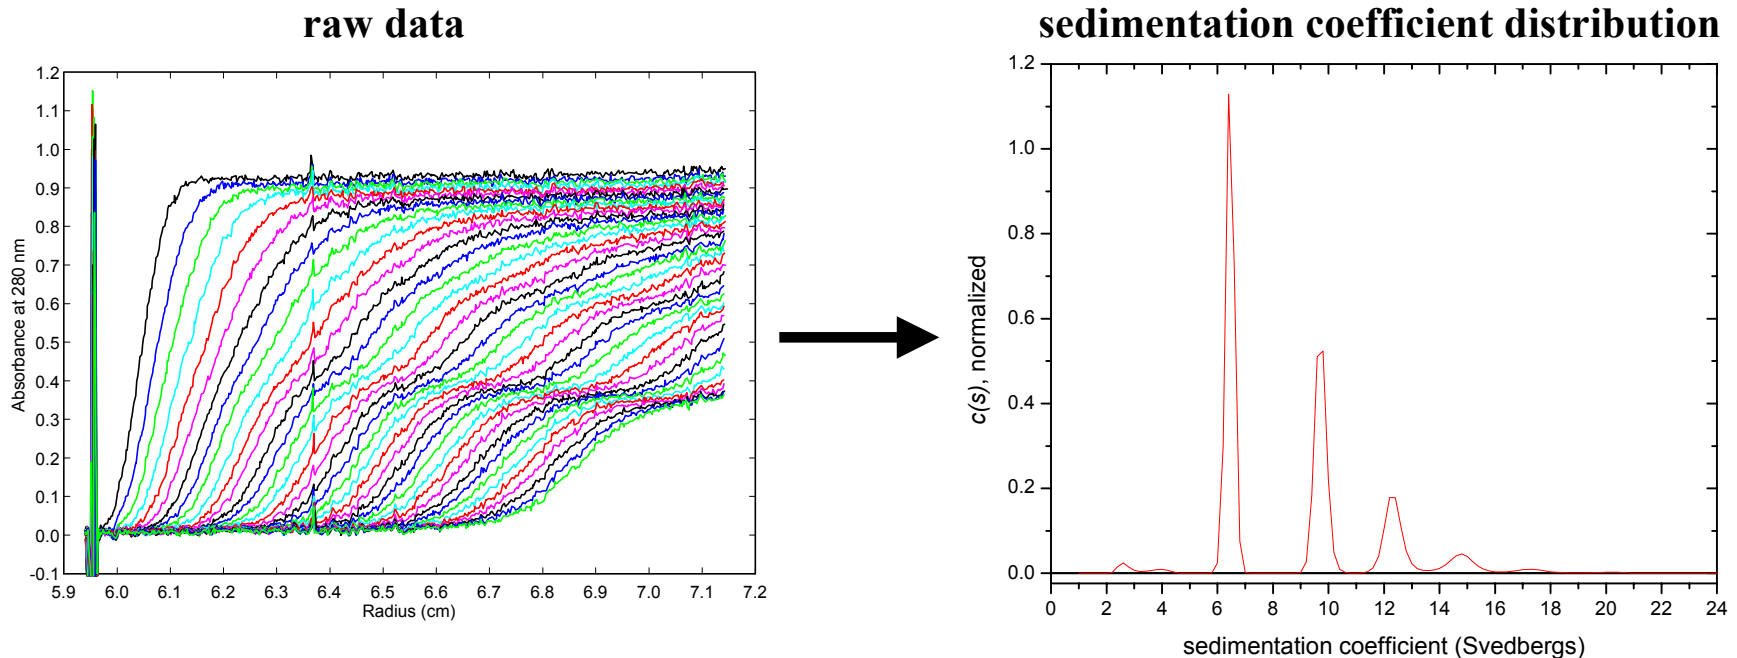 raw data
sedimentation coefficient distribution
1.2
1.1
1.0
0.9
0.8
0.7
0.6
0.5
0.4
0.3
0.2
0.1
0.0
-0.1
Absorbance at 280 nm
5.9 6.0 6.1 6.2 6.3 6.4 6.5 6.6 6.7 6.8 6.9 7.0 7.1 7.2
Radius (cm)
1.2
1.0
0.8
0.6
0.4
0.2
0.0
c(s), normalized
0 2 4 6 8 10 12 14 16 18 20 22 24
sedimentation coefficient (Svedbergs)